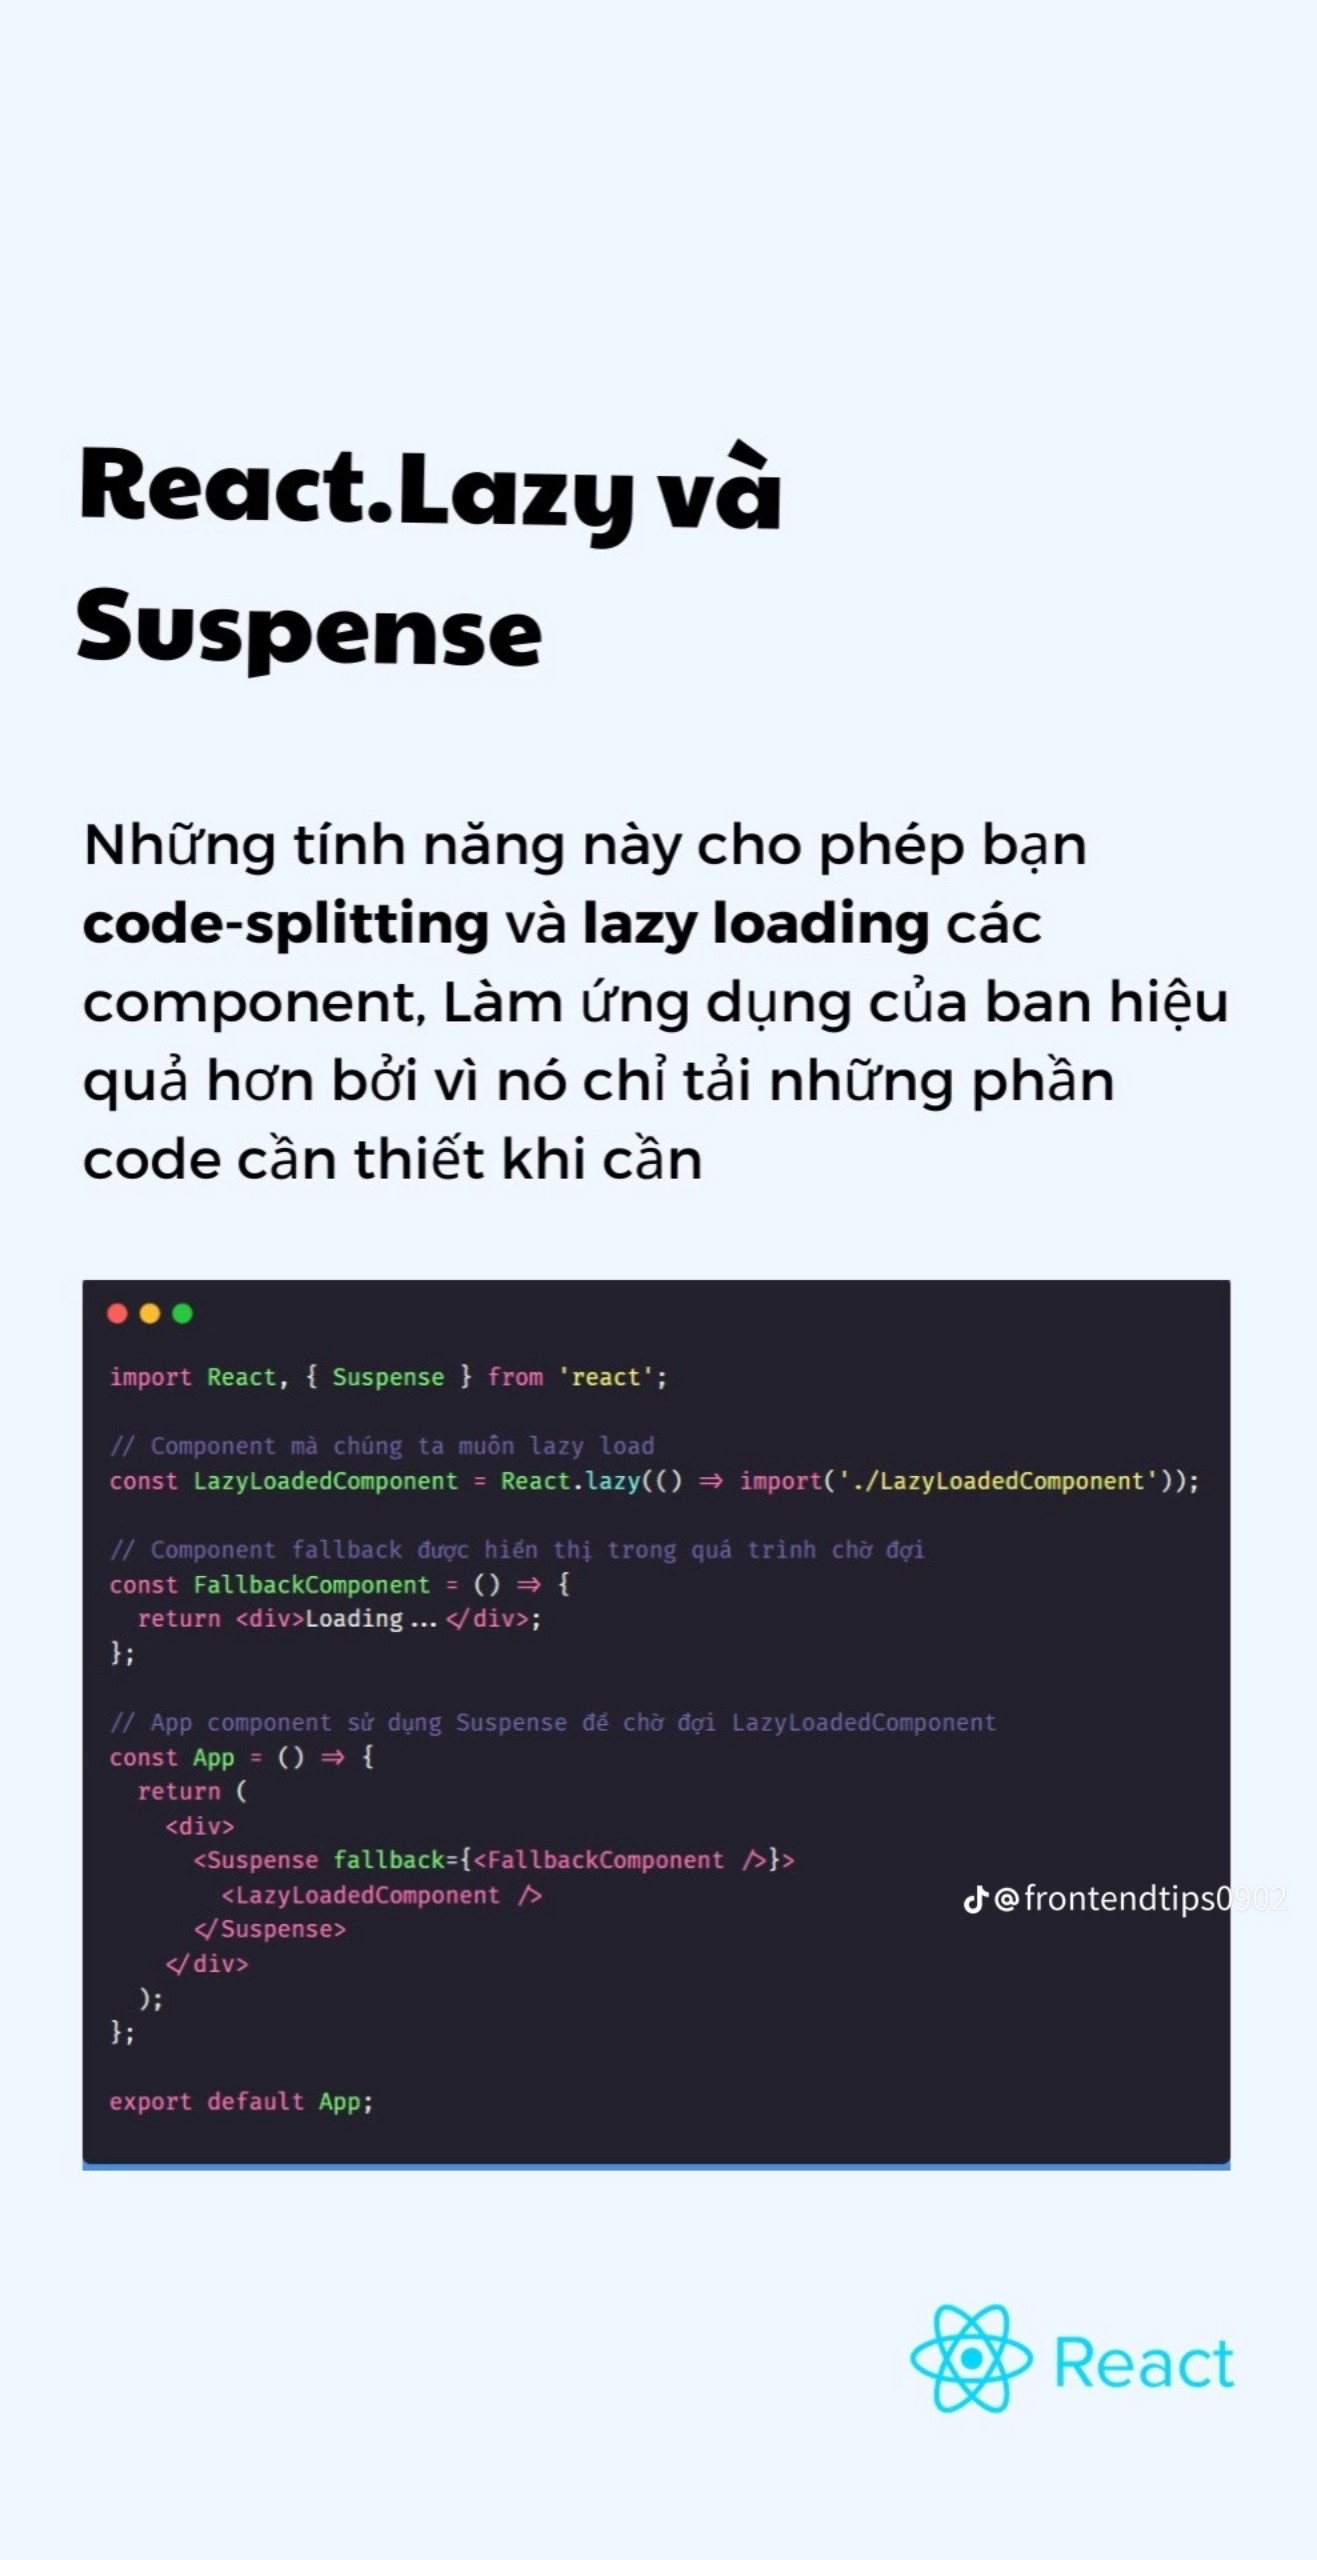 React.Lazy và
Suspense
Những tính năng này cho phép bạn
code-splitting và lazy loading các
component, Làm ứng dụng của ban hiệu
quả hơn bởi vì nó chỉ tải những phần
code cần thiết khi cần
import React, { Suspense } from 'react';
// Component mà chúng ta muốn lazy load
const LazyLoadedComponent = React.lazy(() => import('./LazyLoadedComponent'));
// Component fallback được hiển thị trong quá trình chờ đợi
const FallbackComponent = () => {
  return <div>Loading...</div>;
};
// App component sử dụng Suspense để chờ đợi LazyLoadedComponent
const App = () => {
  return (
    <div>
      <Suspense fallback={<FallbackComponent />}>
        <LazyLoadedComponent />
      </Suspense>
    </div>
  );
};
export default App;
@frontendtips0902
React